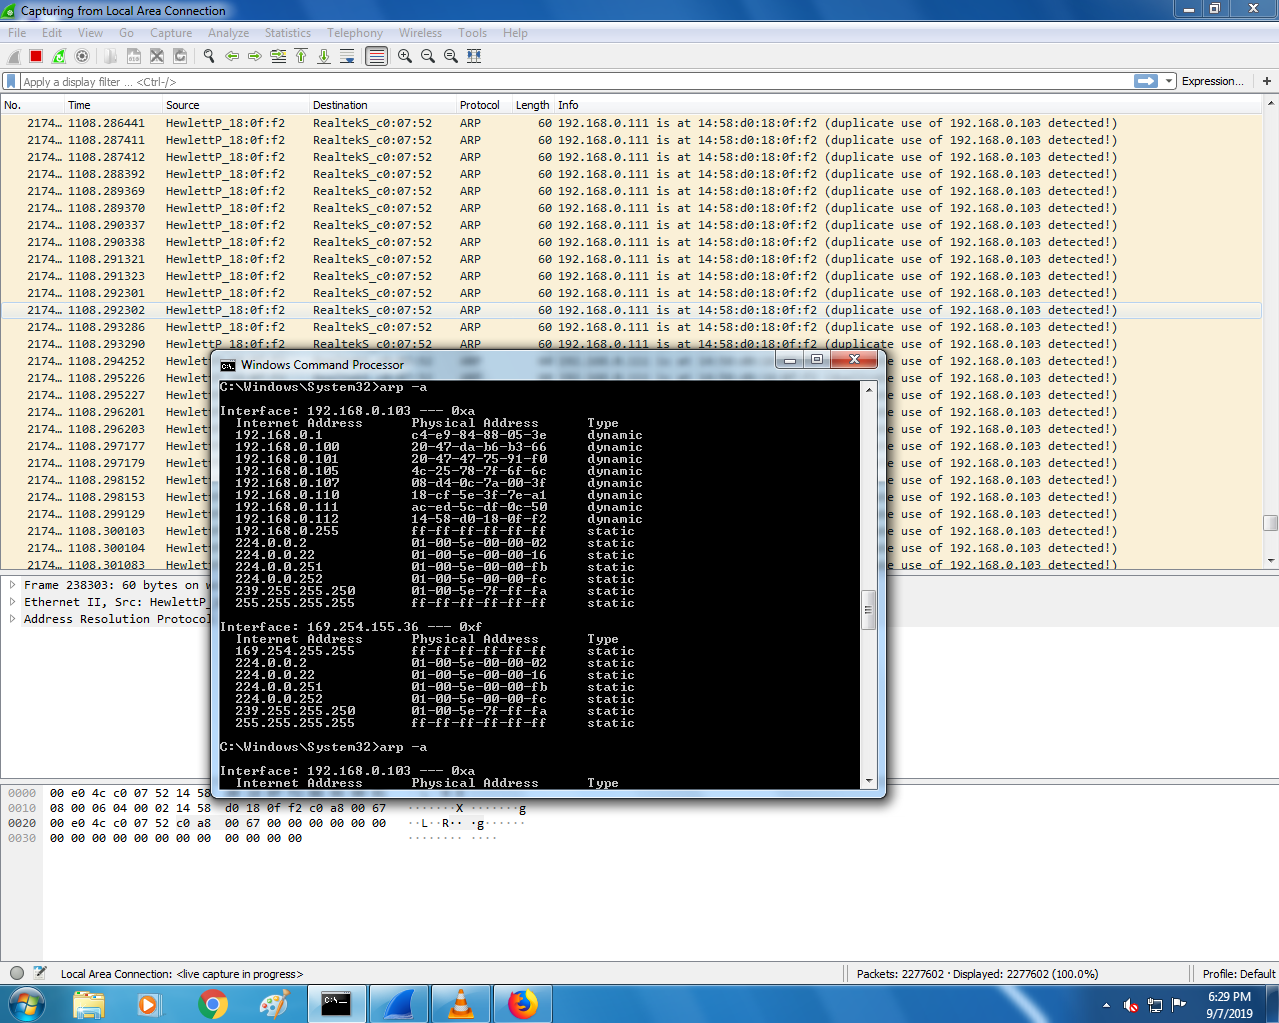 Capturing from Local Area Connection
File Edit View Go Capture Analyze Statistics Telephony Wireless Tools Help
Apply a display filter ... <Ctrl-/> Expression... +
No. Time Source Destination Protocol Length Info
2174… 1108.286441 HewlettP_18:0f:f2 RealtekS_c0:07:52 ARP 60 192.168.0.111 is at 14:58:d0:18:0f:f2 (duplicate use of 192.168.0.103 detected!)
2174… 1108.287411 HewlettP_18:0f:f2 RealtekS_c0:07:52 ARP 60 192.168.0.111 is at 14:58:d0:18:0f:f2 (duplicate use of 192.168.0.103 detected!)
2174… 1108.287412 HewlettP_18:0f:f2 RealtekS_c0:07:52 ARP 60 192.168.0.111 is at 14:58:d0:18:0f:f2 (duplicate use of 192.168.0.103 detected!)
2174… 1108.288392 HewlettP_18:0f:f2 RealtekS_c0:07:52 ARP 60 192.168.0.111 is at 14:58:d0:18:0f:f2 (duplicate use of 192.168.0.103 detected!)
2174… 1108.289369 HewlettP_18:0f:f2 RealtekS_c0:07:52 ARP 60 192.168.0.111 is at 14:58:d0:18:0f:f2 (duplicate use of 192.168.0.103 detected!)
2174… 1108.289370 HewlettP_18:0f:f2 RealtekS_c0:07:52 ARP 60 192.168.0.111 is at 14:58:d0:18:0f:f2 (duplicate use of 192.168.0.103 detected!)
2174… 1108.290337 HewlettP_18:0f:f2 RealtekS_c0:07:52 ARP 60 192.168.0.111 is at 14:58:d0:18:0f:f2 (duplicate use of 192.168.0.103 detected!)
2174… 1108.290338 HewlettP_18:0f:f2 RealtekS_c0:07:52 ARP 60 192.168.0.111 is at 14:58:d0:18:0f:f2 (duplicate use of 192.168.0.103 detected!)
2174… 1108.291321 HewlettP_18:0f:f2 RealtekS_c0:07:52 ARP 60 192.168.0.111 is at 14:58:d0:18:0f:f2 (duplicate use of 192.168.0.103 detected!)
2174… 1108.291323 HewlettP_18:0f:f2 RealtekS_c0:07:52 ARP 60 192.168.0.111 is at 14:58:d0:18:0f:f2 (duplicate use of 192.168.0.103 detected!)
2174… 1108.292301 HewlettP_18:0f:f2 RealtekS_c0:07:52 ARP 60 192.168.0.111 is at 14:58:d0:18:0f:f2 (duplicate use of 192.168.0.103 detected!)
2174… 1108.292302 HewlettP_18:0f:f2 RealtekS_c0:07:52 ARP 60 192.168.0.111 is at 14:58:d0:18:0f:f2 (duplicate use of 192.168.0.103 detected!)
2174… 1108.293286 HewlettP_18:0f:f2 RealtekS_c0:07:52 ARP 60 192.168.0.111 is at 14:58:d0:18:0f:f2 (duplicate use of 192.168.0.103 detected!)
2174… 1108.293290 HewlettP_18:0f:f2 RealtekS_c0:07:52 ARP 60 192.168.0.111 is at 14:58:d0:18:0f:f2 (duplicate use of 192.168.0.103 detected!)
2174… 1108.294252 Hewlett use of 192.168.0.103 detected!)
2174… 1108.295226 Hewlett use of 192.168.0.103 detected!)
2174… 1108.295227 Hewlett use of 192.168.0.103 detected!)
2174… 1108.296201 Hewlett use of 192.168.0.103 detected!)
2174… 1108.296203 Hewlett use of 192.168.0.103 detected!)
2174… 1108.297177 Hewlett use of 192.168.0.103 detected!)
2174… 1108.297179 Hewlett use of 192.168.0.103 detected!)
2174… 1108.298152 Hewlett use of 192.168.0.103 detected!)
2174… 1108.298153 Hewlett use of 192.168.0.103 detected!)
2174… 1108.299129 Hewlett use of 192.168.0.103 detected!)
2174… 1108.300103 Hewlett use of 192.168.0.103 detected!)
2174… 1108.300104 Hewlett use of 192.168.0.103 detected!)
2174… 1108.301083 Hewlett use of 192.168.0.103 detected!)
Windows Command Processor
C:\Windows\System32>arp -a
Interface: 192.168.0.103 --- 0xa
Internet Address Physical Address Type
192.168.0.1 c4-e9-84-88-05-3e dynamic
192.168.0.100 20-47-da-b6-b3-66 dynamic
192.168.0.101 20-47-47-75-91-f0 dynamic
192.168.0.105 4c-25-78-7f-6f-6c dynamic
192.168.0.107 08-d4-0c-7a-00-3f dynamic
192.168.0.110 18-cf-5e-3f-7e-a1 dynamic
192.168.0.111 ac-ed-5c-df-0c-50 dynamic
192.168.0.112 14-58-d0-18-0f-f2 dynamic
192.168.0.255 ff-ff-ff-ff-ff-ff static
224.0.0.2 01-00-5e-00-00-02 static
224.0.0.22 01-00-5e-00-00-16 static
224.0.0.251 01-00-5e-00-00-fb static
224.0.0.252 01-00-5e-00-00-fc static
239.255.255.250 01-00-5e-7f-ff-fa static
255.255.255.255 ff-ff-ff-ff-ff-ff static
Interface: 169.254.155.36 --- 0xf
Internet Address Physical Address Type
169.254.255.255 ff-ff-ff-ff-ff-ff static
224.0.0.2 01-00-5e-00-00-02 static
224.0.0.22 01-00-5e-00-00-16 static
224.0.0.251 01-00-5e-00-00-fb static
224.0.0.252 01-00-5e-00-00-fc static
239.255.255.250 01-00-5e-7f-ff-fa static
255.255.255.255 ff-ff-ff-ff-ff-ff static
C:\Windows\System32>arp -a
Interface: 192.168.0.103 --- 0xa
Internet Address Physical Address Type
Frame 238303: 60 bytes on
Ethernet II, Src: HewlettP_
Address Resolution Protocol
0000 00 e0 4c c0 07 52 14 58
0010 08 00 06 04 00 02 14 58 d0 18 0f f2 c0 a8 00 67 ·······X ·······g
0020 00 e0 4c c0 07 52 c0 a8 00 67 00 00 00 00 00 00 ··L··R·· ·g······
0030 00 00 00 00 00 00 00 00 00 00 00 00 ········ ····
Local Area Connection: <live capture in progress> Packets: 2277602 · Displayed: 2277602 (100.0%) Profile: Default
6:29 PM
9/7/2019